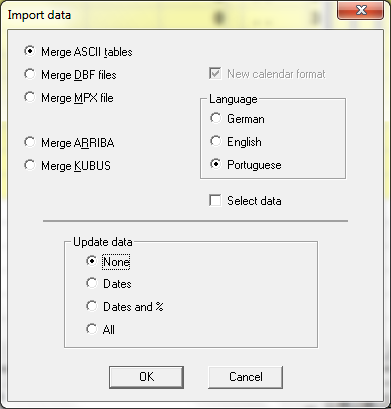 Import data
Merge ASCII tables
Merge DBF files
Merge MPX file
Merge ARRIBA
Merge KUBUS
New calendar format
Language
German
English
Portuguese
Select data
Update data
None
Dates
Dates and %
All
OK
Cancel